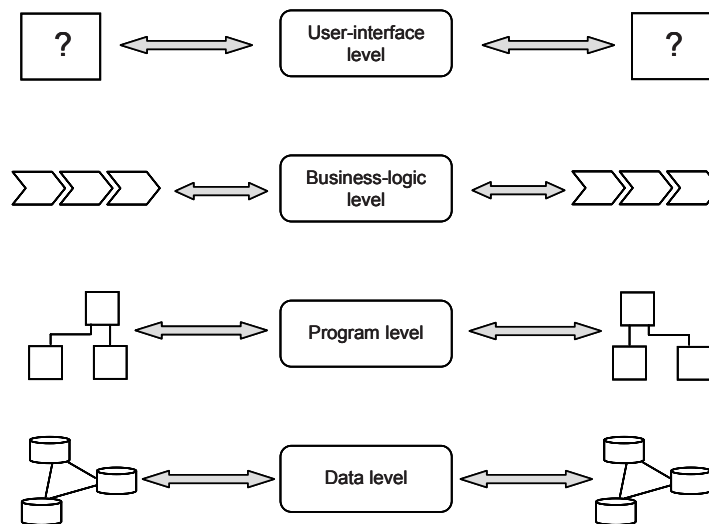 ?
User-interface
level
?
Business-logic
level
Program level
Data level